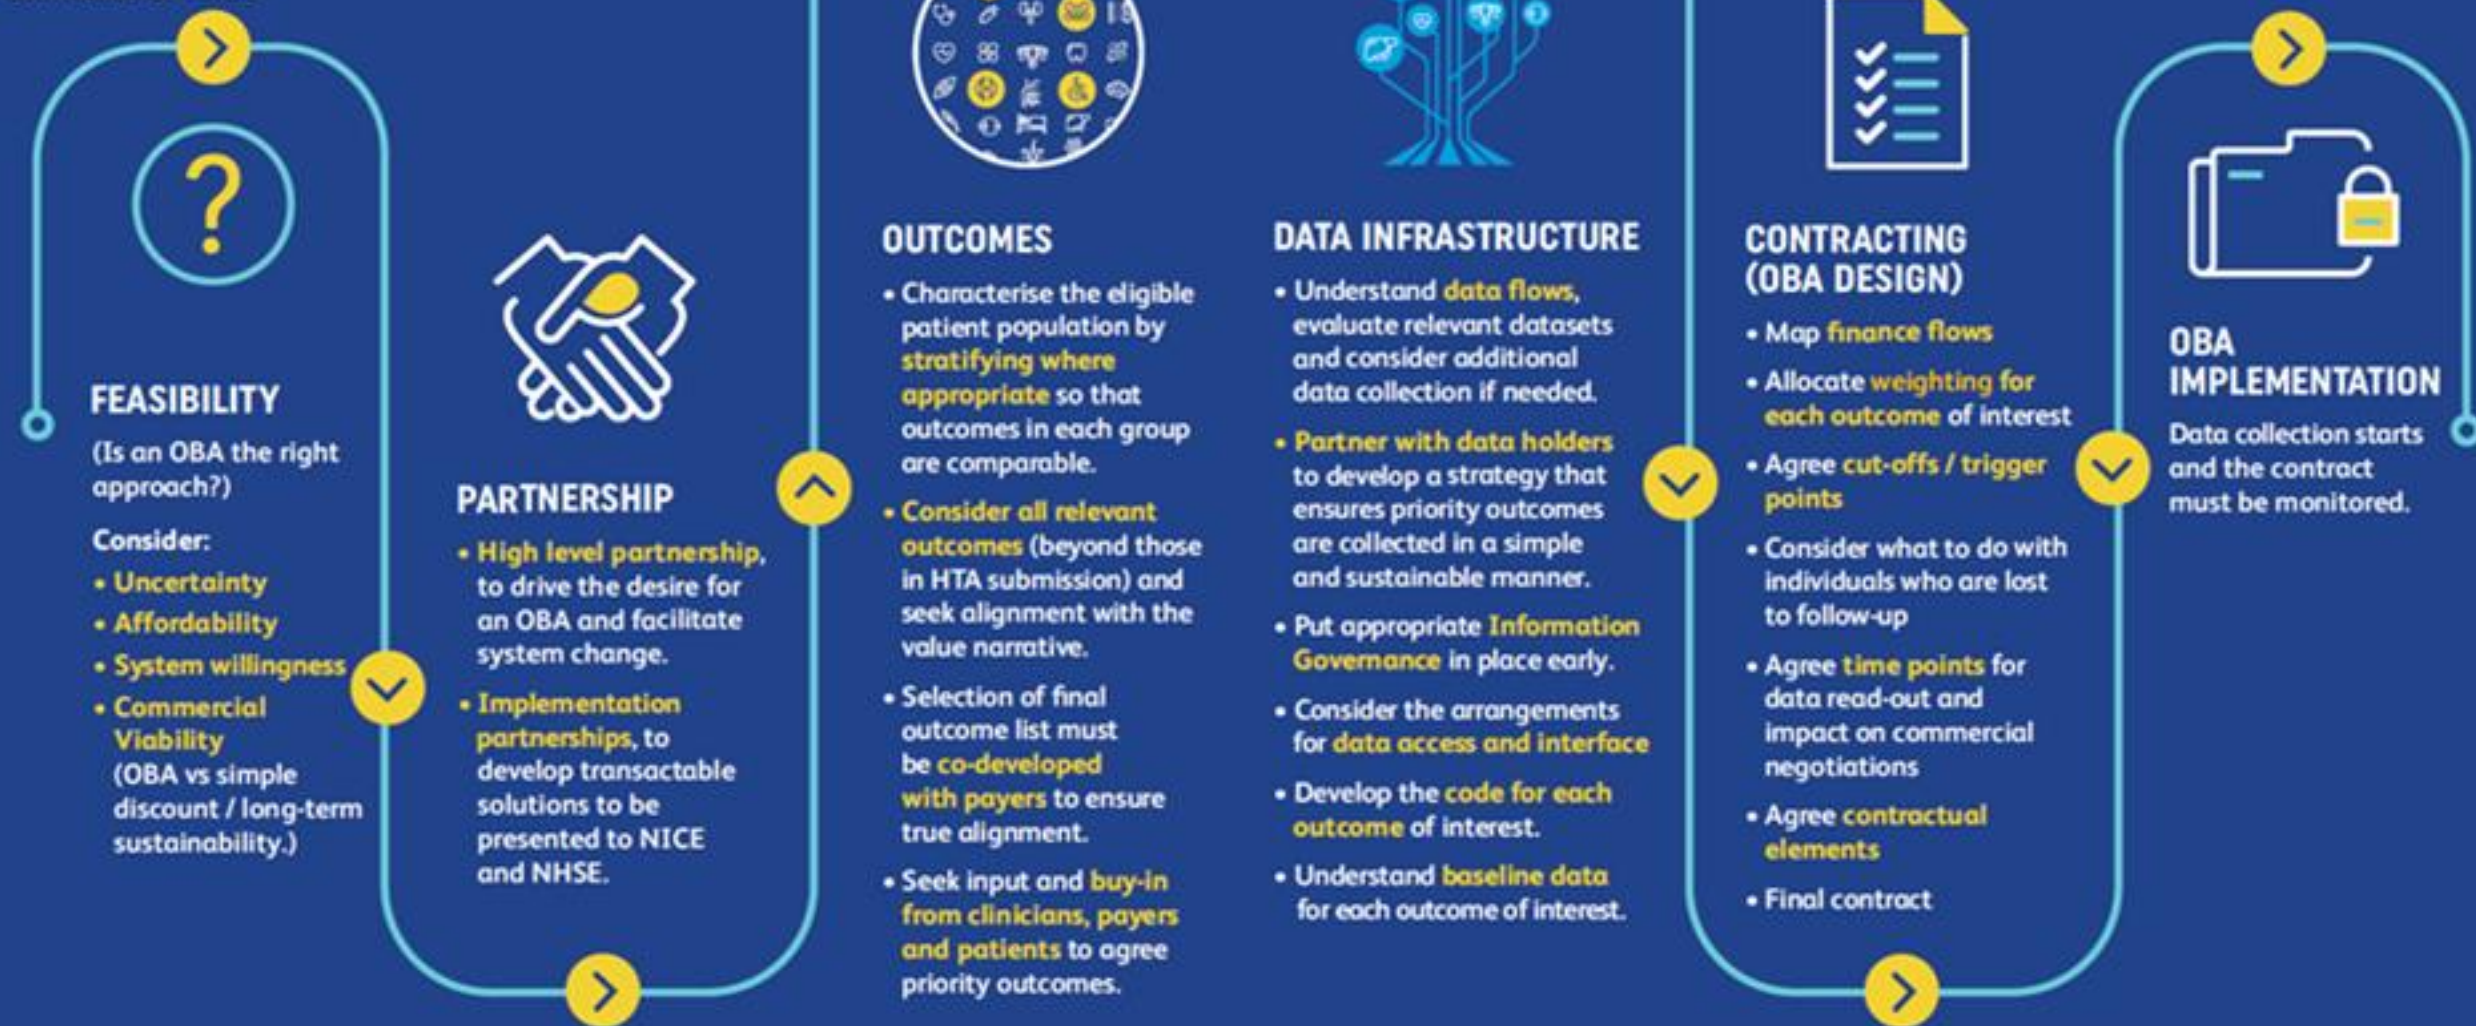 FEASIBILITY
(Is an OBA the right
approach?)
Consider:
• Uncertainty
• Affordability
• System willingness
• Commercial
Viability
(OBA vs simple
discount / long-term
sustainability.)
PARTNERSHIP
• High level partnership,
to drive the desire for
an OBA and facilitate
system change.
• Implementation
partnerships, to
develop transactable
solutions to be
presented to NICE
and NHSE.
OUTCOMES
• Characterise the eligible
patient population by
stratifying where
appropriate so that
outcomes in each group
are comparable.
• Consider all relevant
outcomes (beyond those
in HTA submission) and
seek alignment with the
value narrative.
• Selection of final
outcome list must
be co-developed
with payers to ensure
true alignment.
• Seek input and buy-in
from clinicians, payers
and patients to agree
priority outcomes.
DATA INFRASTRUCTURE
• Understand data flows,
evaluate relevant datasets
and consider additional
data collection if needed.
• Partner with data holders
to develop a strategy that
ensures priority outcomes
are collected in a simple
and sustainable manner.
• Put appropriate Information
Governance in place early.
• Consider the arrangements
for data access and interface
• Develop the code for each
outcome of interest.
• Understand baseline data
for each outcome of interest.
CONTRACTING
(OBA DESIGN)
• Map finance flows
• Allocate weighting for
each outcome of interest
• Agree cut-offs / trigger
points
• Consider what to do with
individuals who are lost
to follow-up
• Agree time points for
data read-out and
impact on commercial
negotiations
• Agree contractual
elements
• Final contract
OBA
IMPLEMENTATION
Data collection starts
and the contract
must be monitored.